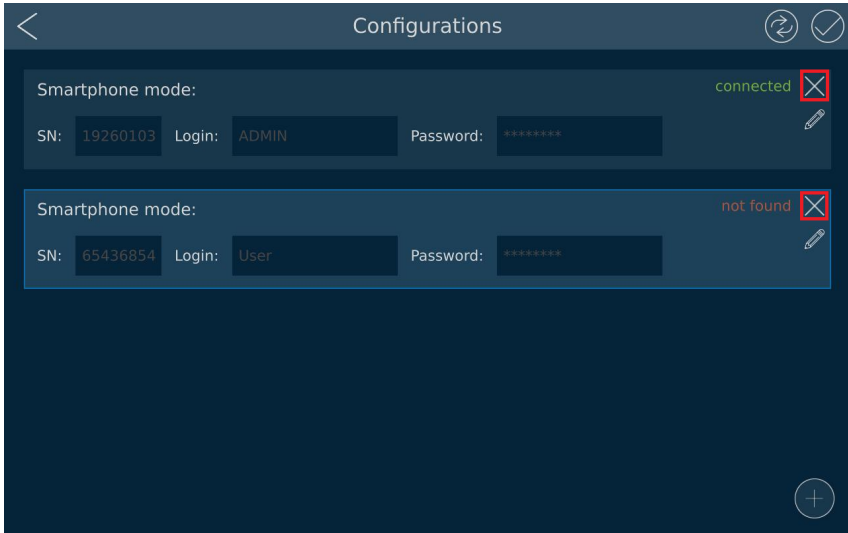 Configurations
Smartphone mode:
connected
SN: 19260103 Login: ADMIN Password: ********
Smartphone mode:
not found
SN: 65436854 Login: User Password: ********